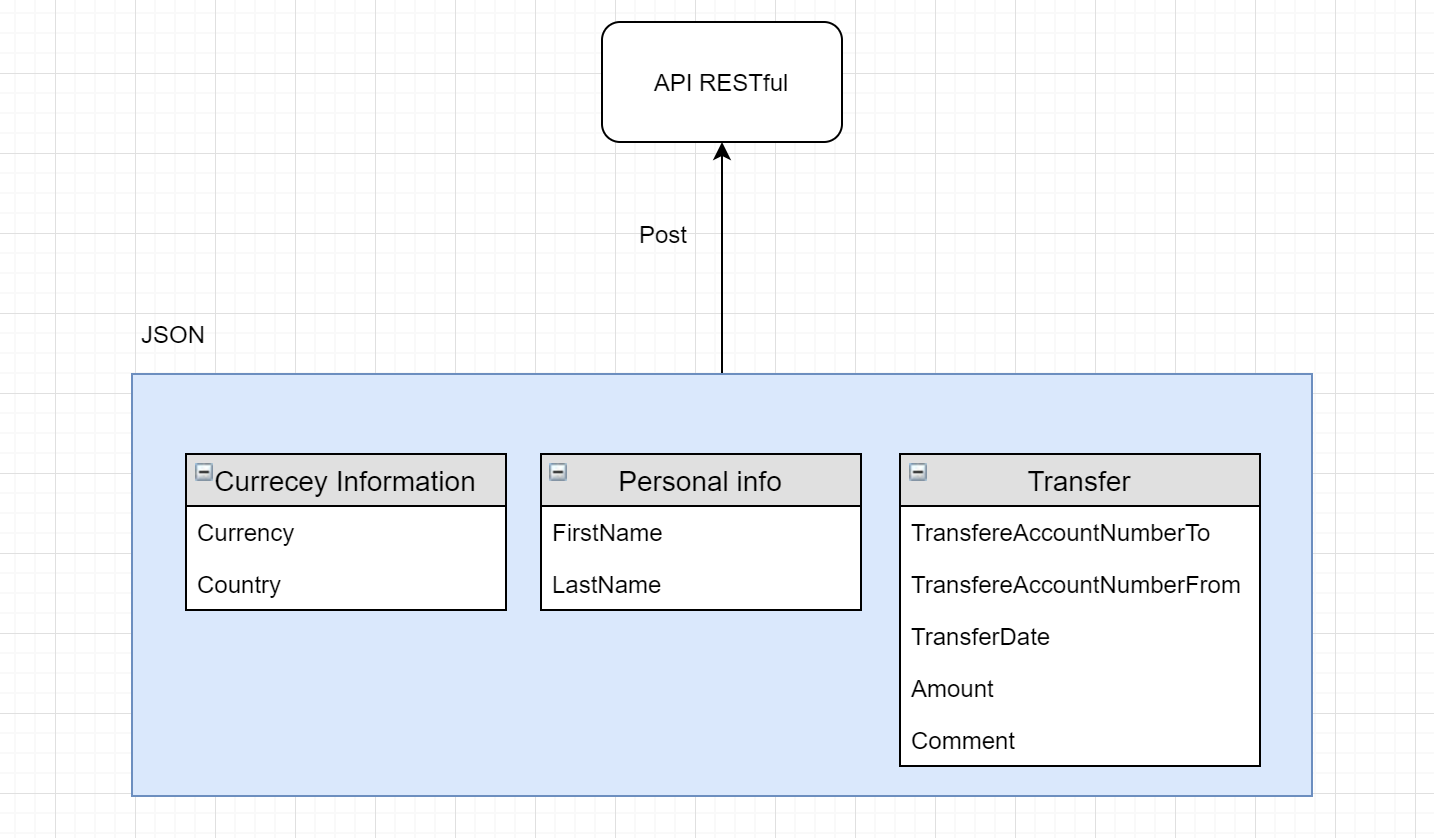 API RESTful
Post
JSON
Currecey Information
Currency
Country
Personal info
FirstName
LastName
Transfer
TransfereAccountNumberTo
TransfereAccountNumberFrom
TransferDate
Amount
Comment